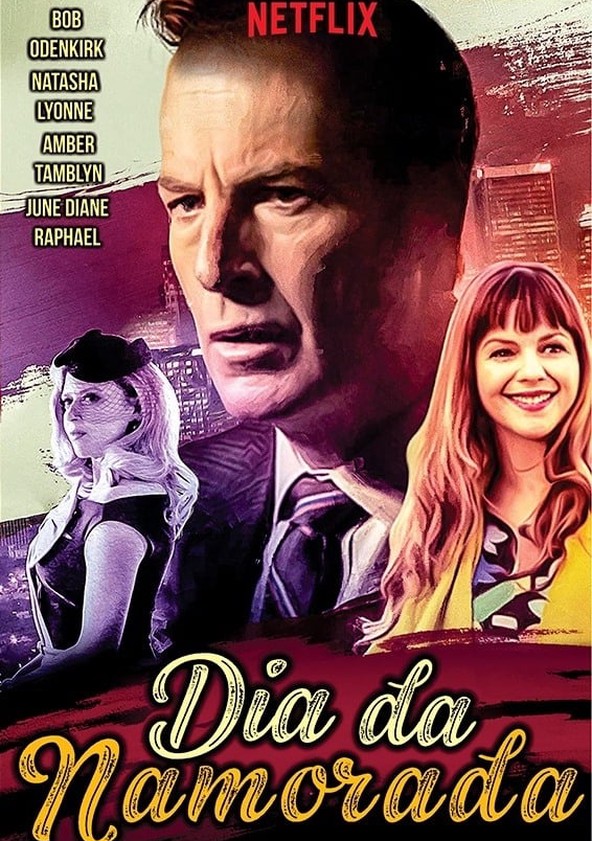 NETFLIX
BOB
ODENKIRK
NATASHA
LYONNE
AMBER
TAMBLYN
JUNE DIANE
RAPHAEL
Dia da
Namorada